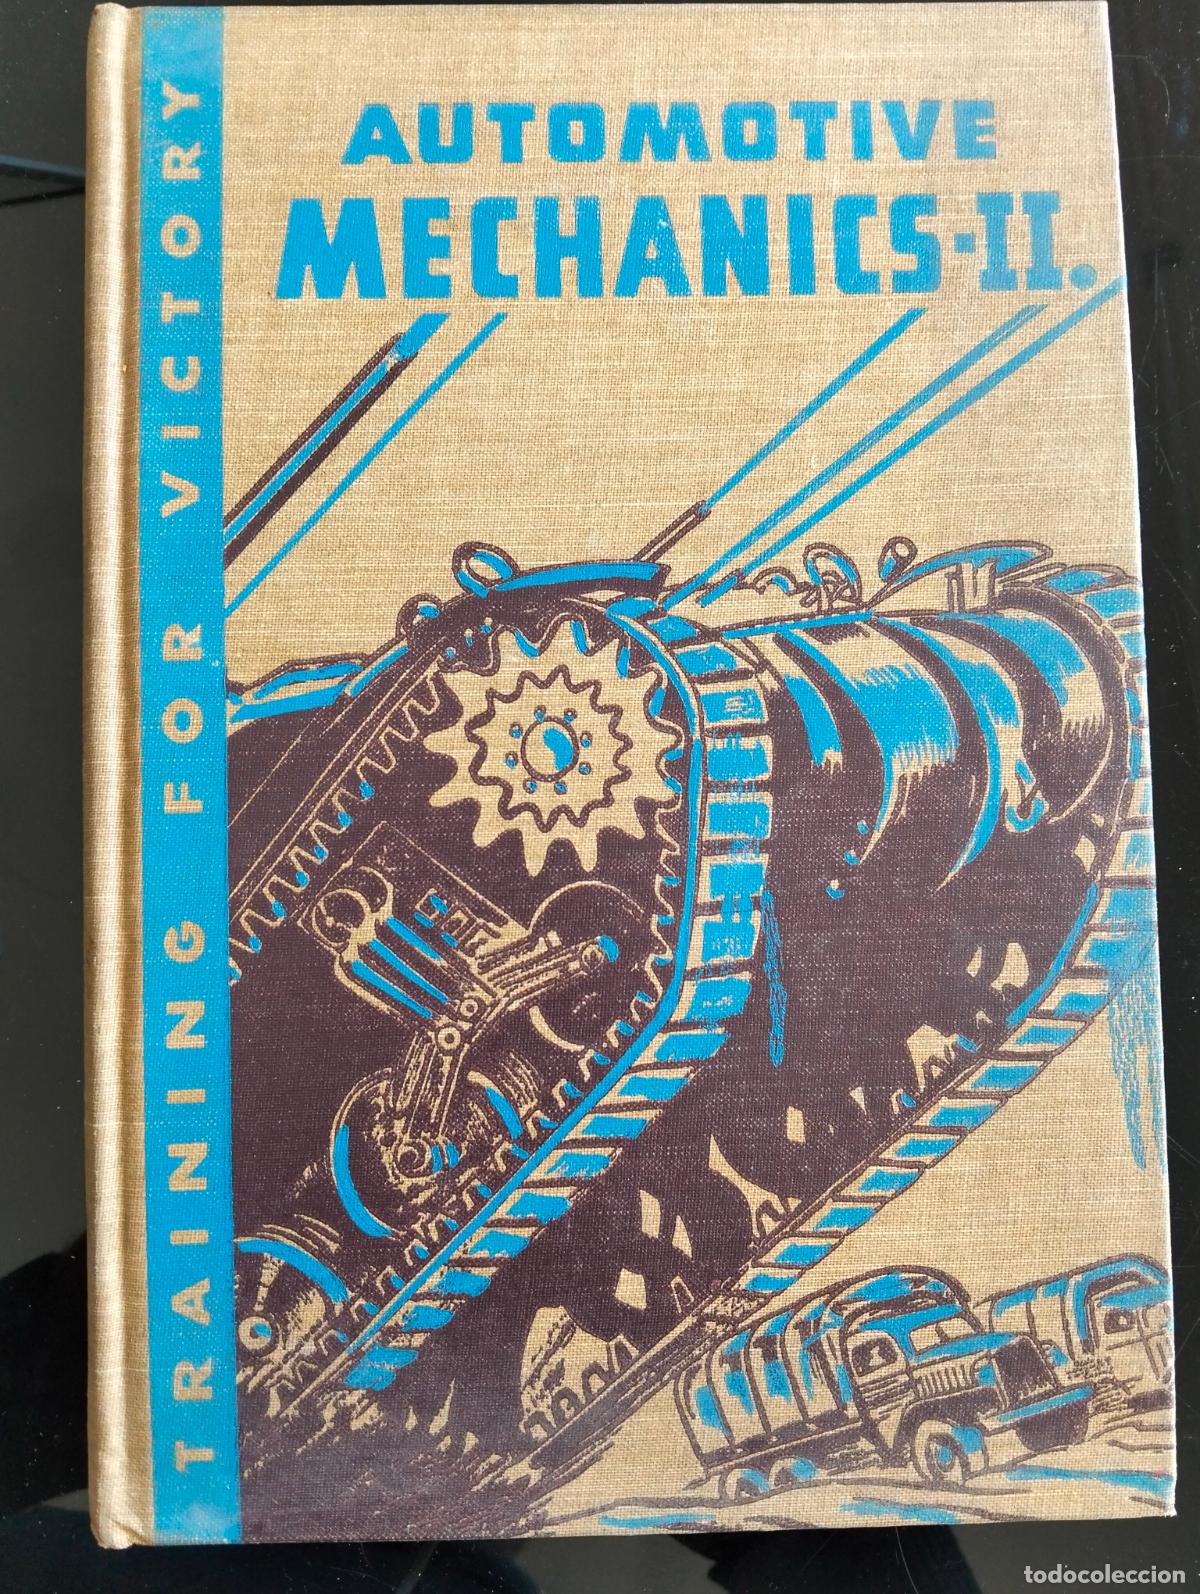 AUTOMOTIVE
MECHANICS-II.
TRAINING FOR VICTORY
todocoleccion